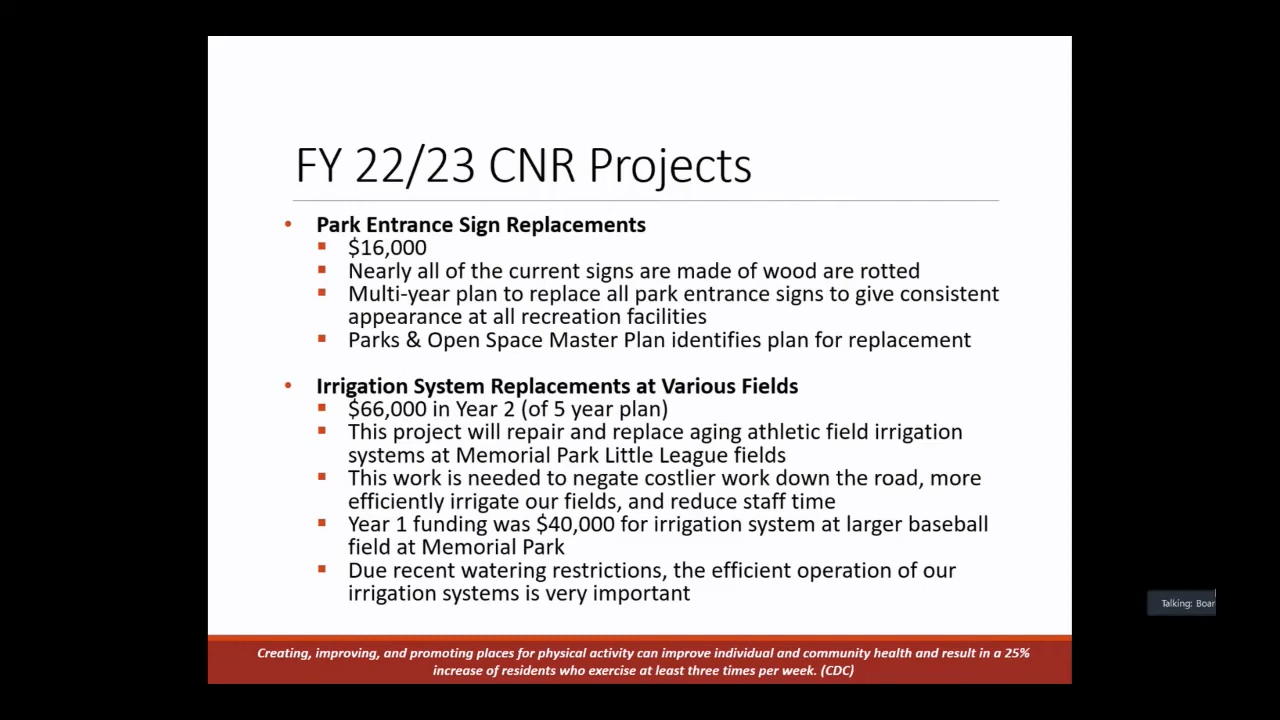 FY 22/23 CNR Projects
• Park Entrance Sign Replacements
▪ $16,000
▪ Nearly all of the current signs are made of wood are rotted
▪ Multi-year plan to replace all park entrance signs to give consistent
appearance at all recreation facilities
▪ Parks & Open Space Master Plan identifies plan for replacement
• Irrigation System Replacements at Various Fields
▪ $66,000 in Year 2 (of 5 year plan)
▪ This project will repair and replace aging athletic field irrigation
systems at Memorial Park Little League fields
▪ This work is needed to negate costlier work down the road, more
efficiently irrigate our fields, and reduce staff time
▪ Year 1 funding was $40,000 for irrigation system at larger baseball
field at Memorial Park
▪ Due recent watering restrictions, the efficient operation of our
irrigation systems is very important
Talking: Boar
Creating, improving, and promoting places for physical activity can improve individual and community health and result in a 25%
increase of residents who exercise at least three times per week. (CDC)